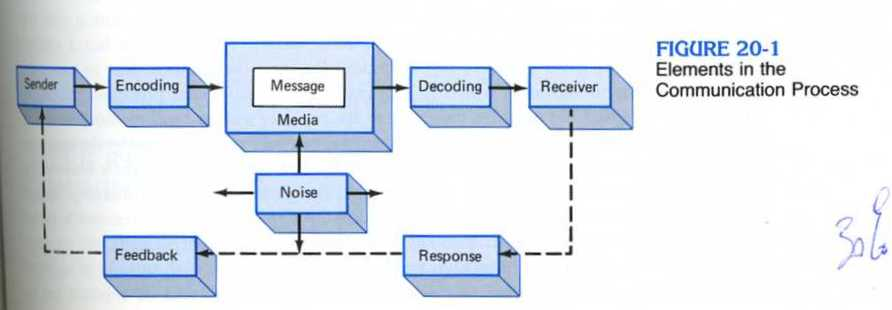 FIGURE 20-1
Elements in the
Communication Process
Sender
Encoding
Message
Media
Decoding
Receiver
Noise
Feedback
Response